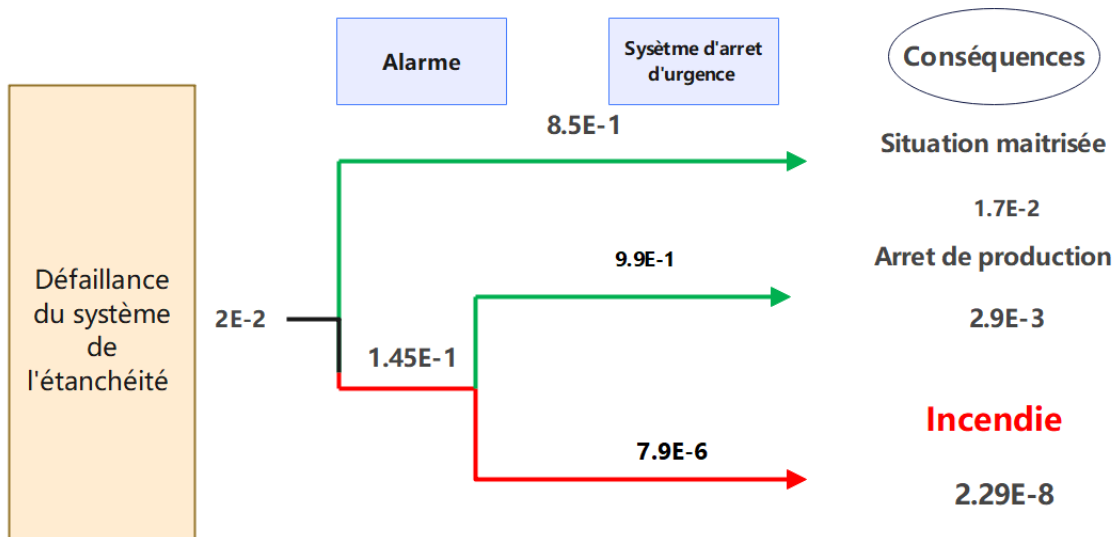 Alarme
Sysètme d'arret
d'urgence
Conséquences
8.5E-1
Situation maitrisée
1.7E-2
9.9E-1
Arret de production
Défaillance
du système
de
l'étanchéité
2E-2
2.9E-3
1.45E-1
Incendie
7.9E-6
2.29E-8